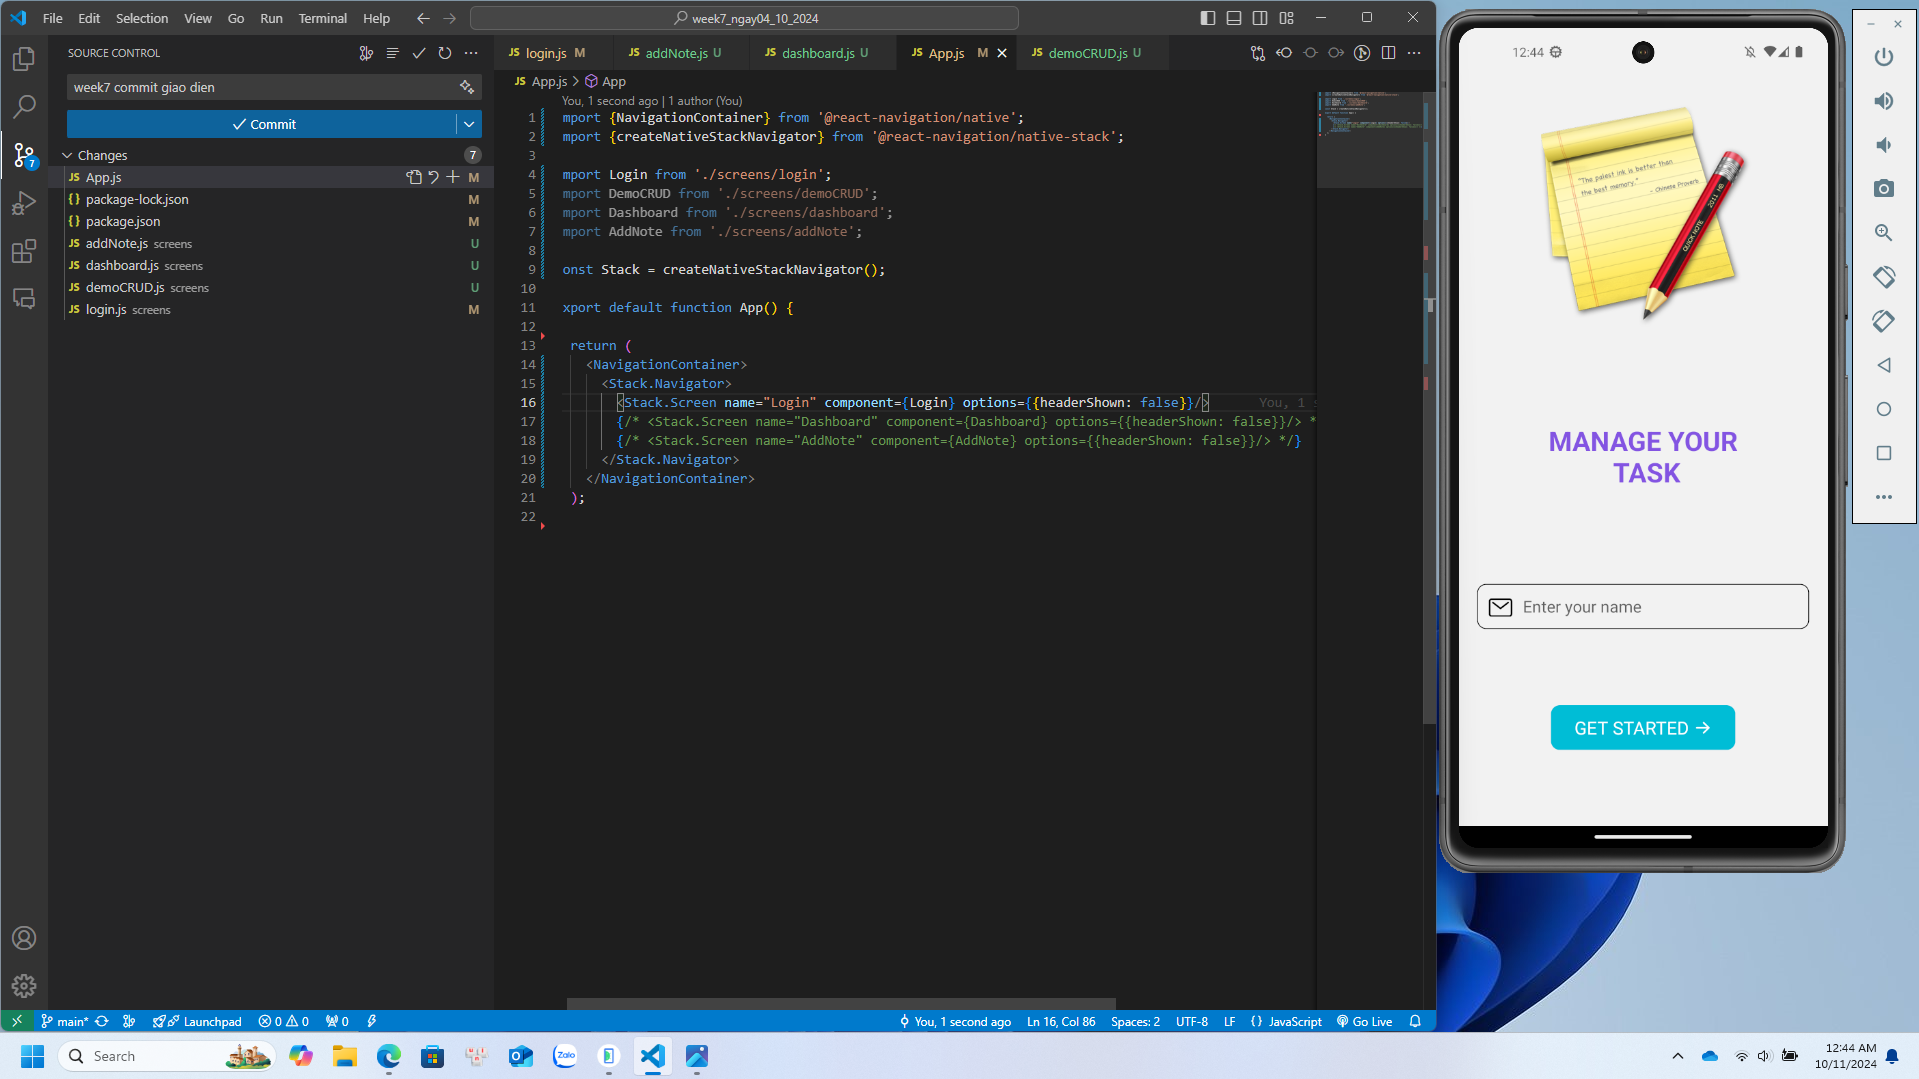 File Edit Selection View Go Run Terminal Help
week7_ngay04_10_2024
SOURCE CONTROL
week7 commit giao dien
Commit
Changes 7
JS App.js M
{} package-lock.json M
{} package.json M
JS addNote.js screens U
JS dashboard.js screens U
JS demoCRUD.js screens U
JS login.js screens M
7
JS login.js M JS addNote.js U JS dashboard.js U JS App.js M JS demoCRUD.js U
JS App.js > App
You, 1 second ago | 1 author (You)
1 mport {NavigationContainer} from '@react-navigation/native';
2 mport {createNativeStackNavigator} from '@react-navigation/native-stack';
3
4 mport Login from './screens/login';
5 mport DemoCRUD from './screens/demoCRUD';
6 mport Dashboard from './screens/dashboard';
7 mport AddNote from './screens/addNote';
8
9 onst Stack = createNativeStackNavigator();
10
11 xport default function App() {
12
13 return (
14 <NavigationContainer>
15 <Stack.Navigator>
16 <Stack.Screen name="Login" component={Login} options={{headerShown: false}}/> You, 1 s
17 {/* <Stack.Screen name="Dashboard" component={Dashboard} options={{headerShown: false}}/> *
18 {/* <Stack.Screen name="AddNote" component={AddNote} options={{headerShown: false}}/> */}
19 </Stack.Navigator>
20 </NavigationContainer>
21 );
22
main* Launchpad 0 0 0 You, 1 second ago Ln 16, Col 86 Spaces: 2 UTF-8 LF {} JavaScript Go Live
12:44
"The palest ink is better than
the best memory."
- Chinese Proverb
QUICK NOTE 2011 HB
MANAGE YOUR
TASK
Enter your name
GET STARTED →
Search
Zalo
12:44 AM
10/11/2024